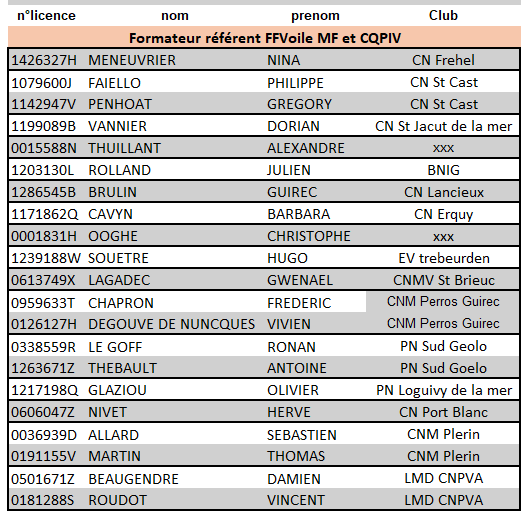 n°licence nom prenom Club
Formateur référent FFVoile MF et CQPIV
1426327H MENEUVRIER NINA CN Frehel
1079600J FAIELLO PHILIPPE CN St Cast
1142947V PENHOAT GREGORY CN St Cast
1199089B VANNIER DORIAN CN St Jacut de la mer
0015588N THUILLANT ALEXANDRE xxx
1203130L ROLLAND JULIEN BNIG
1286545B BRULIN GUIREC CN Lancieux
1171862Q CAVYN BARBARA CN Erquy
0001831H OOGHE CHRISTOPHE xxx
1239188W SOUETRE HUGO EV trebeurden
0613749X LAGADEC GWENAEL CNMV St Brieuc
0959633T CHAPRON FREDERIC CNM Perros Guirec
0126127H DEGOUVE DE NUNCQUES VIVIEN CNM Perros Guirec
0338559R LE GOFF RONAN PN Sud Geolo
1263671Z THEBAULT ANTOINE PN Sud Goelo
1217198Q GLAZIOU OLIVIER PN Loguivy de la mer
0606047Z NIVET HERVE CN Port Blanc
0036939D ALLARD SEBASTIEN CNM Plerin
0191155V MARTIN THOMAS CNM Plerin
0501671Z BEAUGENDRE DAMIEN LMD CNPVA
0181288S ROUDOT VINCENT LMD CNPVA